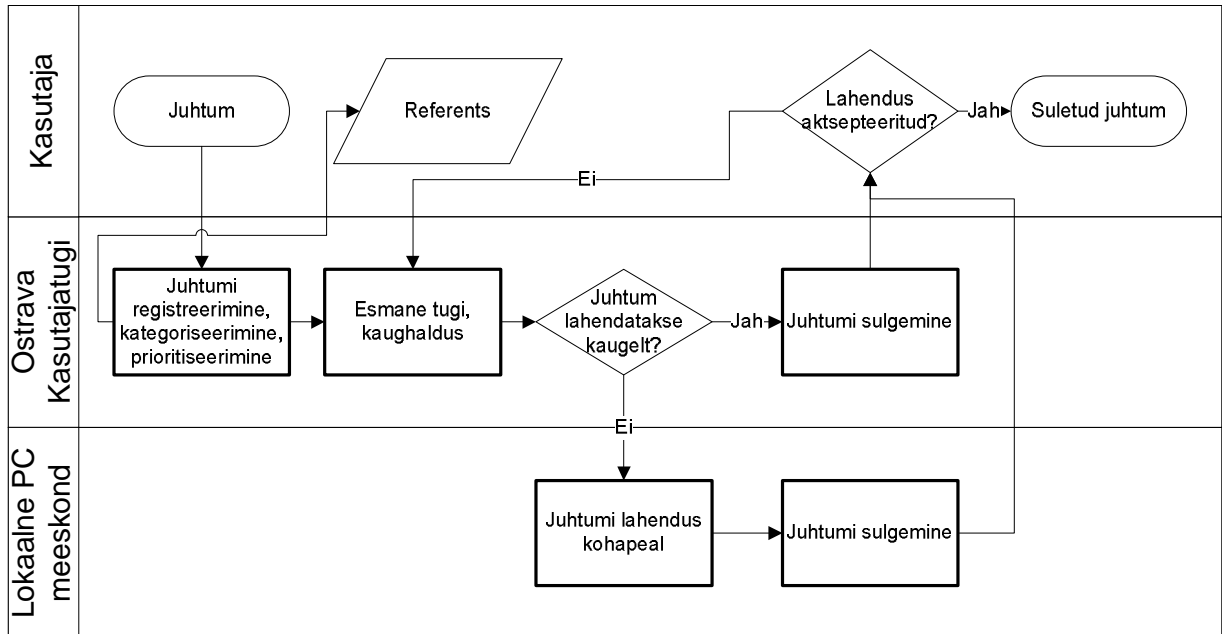 Kasutaja
Juhtum
Referents
Lahendus
aktsepteeritud?
Jah
Suletud juhtum
Ei
Ostrava
Kasutajatugi
Juhtumi
registreerimine,
kategoriseerimine,
prioritiseerimine
Esmane tugi,
kaughaldus
Juhtum
lahendatakse
kaugelt?
Jah
Juhtumi sulgemine
Ei
Lokaalne PC
meeskond
Juhtumi lahendus
kohapeal
Juhtumi sulgemine